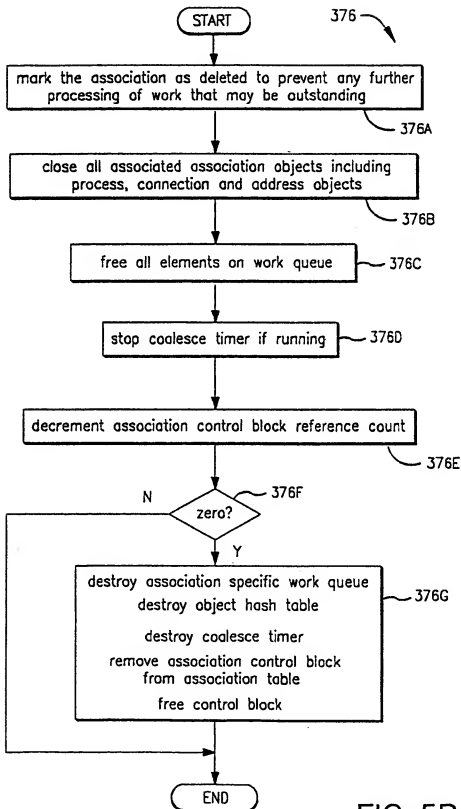 START
376
mark the association as deleted to prevent any further
processing of work that may be outstanding
376A
close all associated association objects including
process, connection and address objects
376B
free all elements on work queue
376C
stop coalesce timer if running
376D
decrement association control block reference count
376E
376F
N
zero?
Y
destroy association specific work queue
destroy object hash table
376G
destroy coalesce timer
remove association control block
from association table
free control block
END